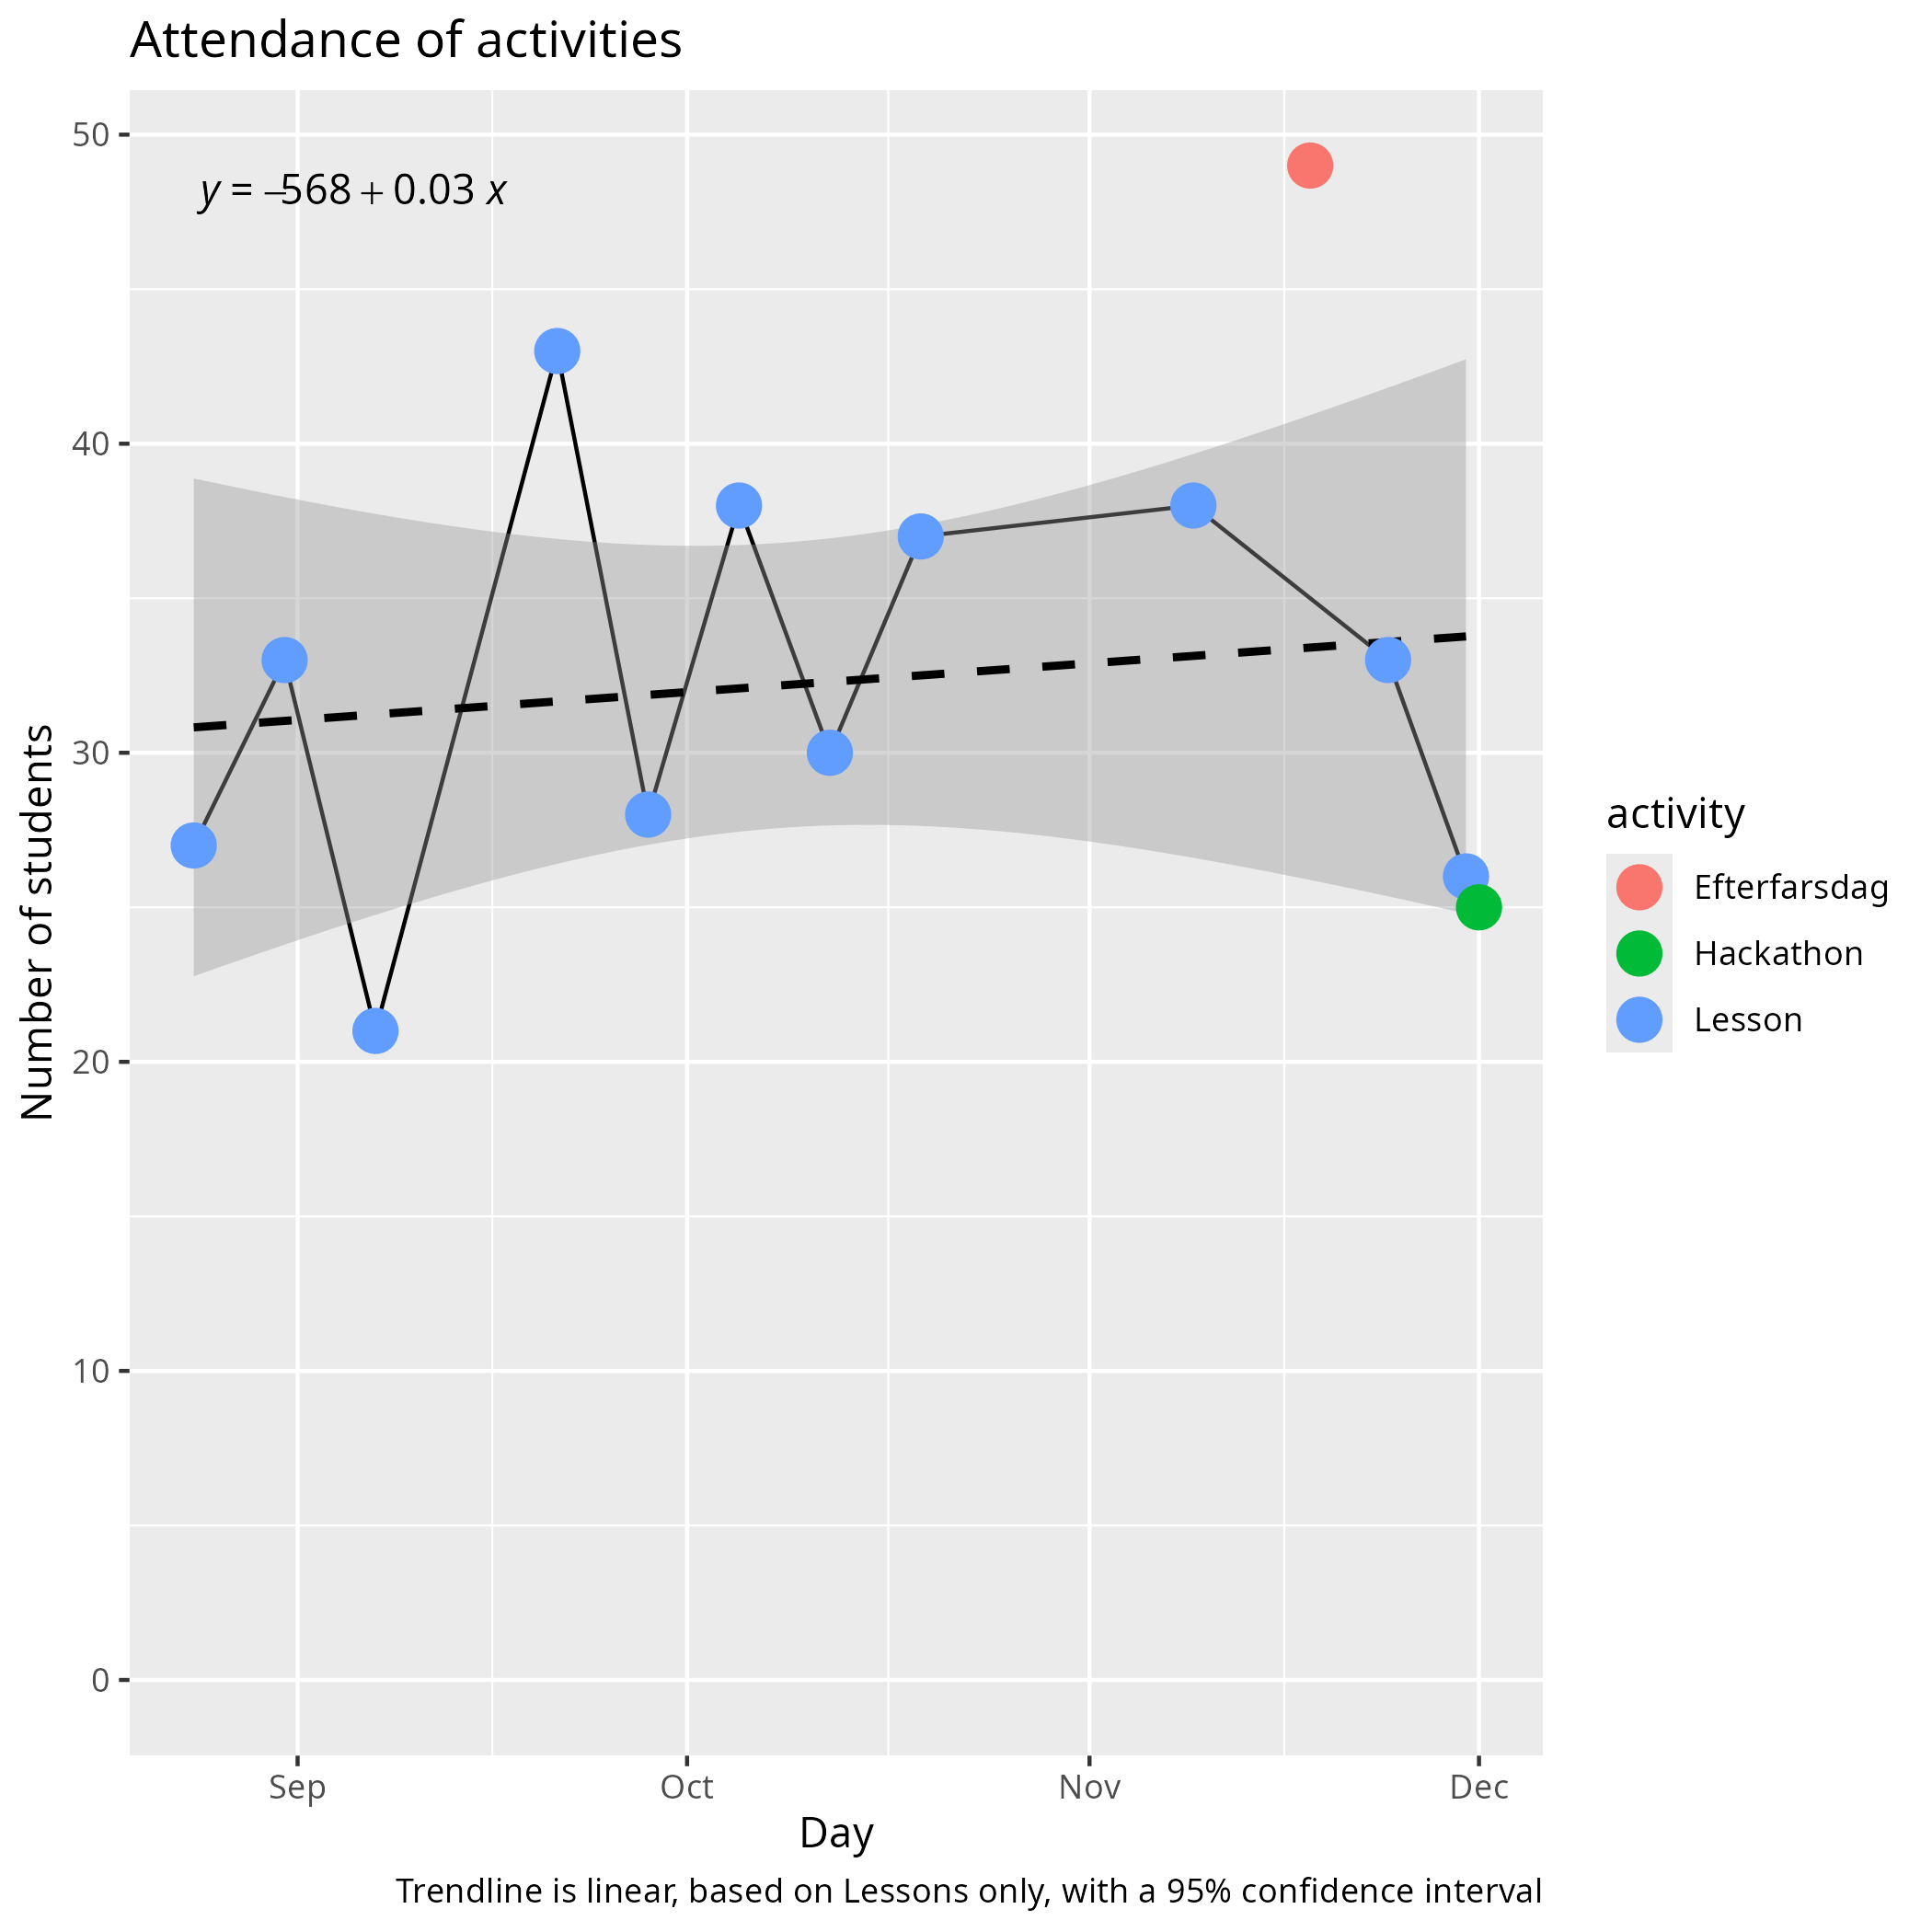 Attendance of activities
50
y = –568 + 0.03 x
40
30
20
10
0
Number of students
Sep Oct Nov Dec
Day
activity
Efterfarsdag
Hackathon
Lesson
Trendline is linear, based on Lessons only, with a 95% confidence interval